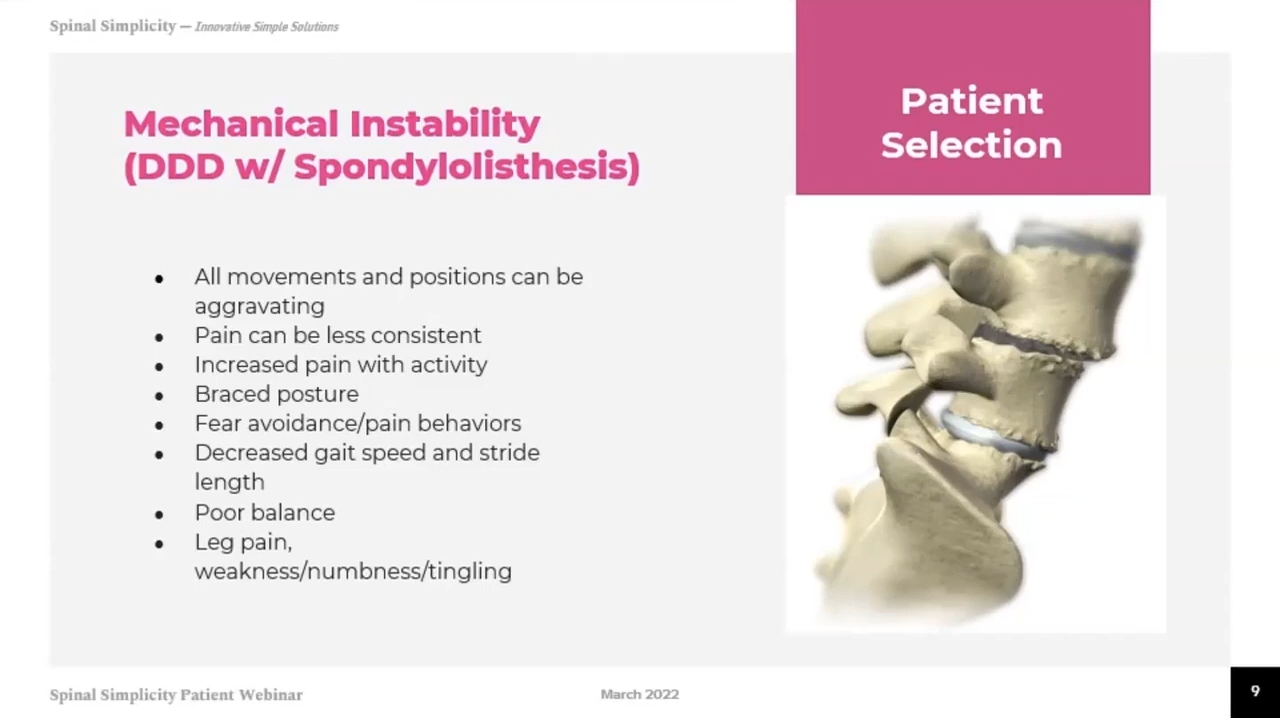 Spinal Simplicity — Innovative Simple Solutions
Patient
Selection
Mechanical Instability
(DDD w/ Spondylolisthesis)
• All movements and positions can be
aggravating
• Pain can be less consistent
• Increased pain with activity
• Braced posture
• Fear avoidance/pain behaviors
• Decreased gait speed and stride
length
• Poor balance
• Leg pain,
weakness/numbness/tingling
Spinal Simplicity Patient Webinar
March 2022
9